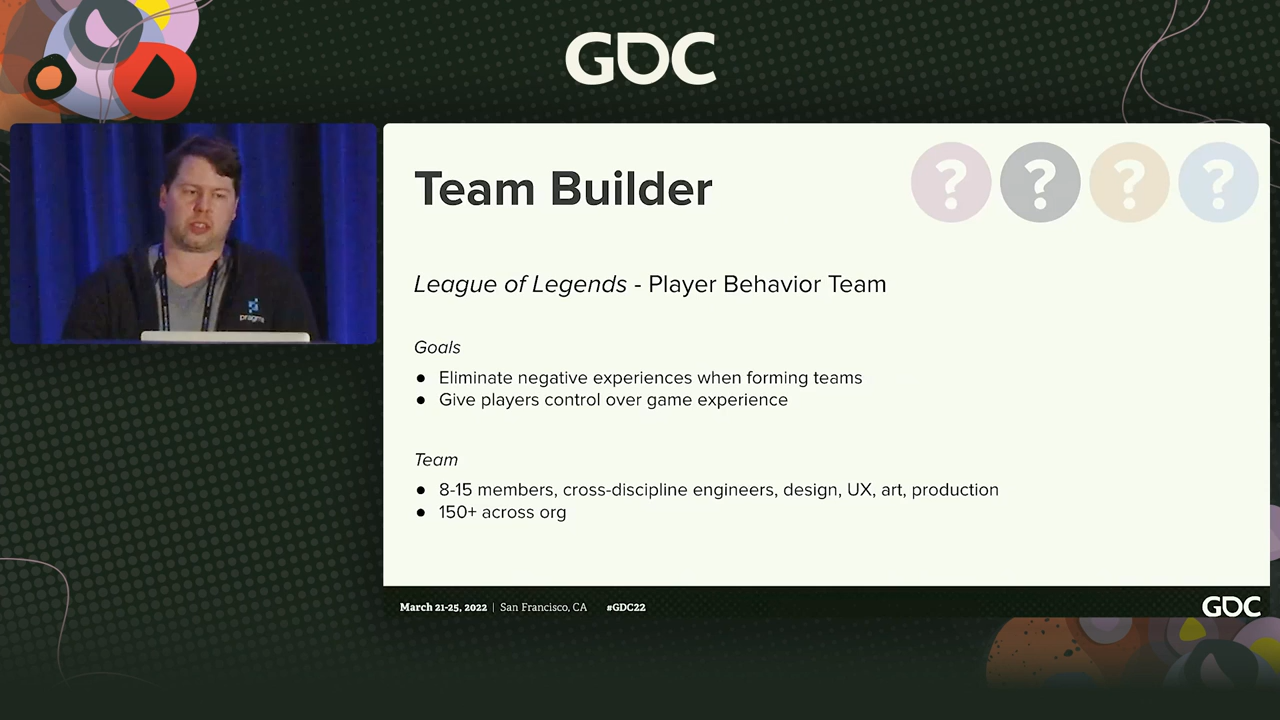 GDC
Team Builder
? ? ? ?
League of Legends - Player Behavior Team
Goals
● Eliminate negative experiences when forming teams
● Give players control over game experience
Team
● 8-15 members, cross-discipline engineers, design, UX, art, production
● 150+ across org
pragma
March 21-25, 2022 | San Francisco, CA #GDC22
GDC